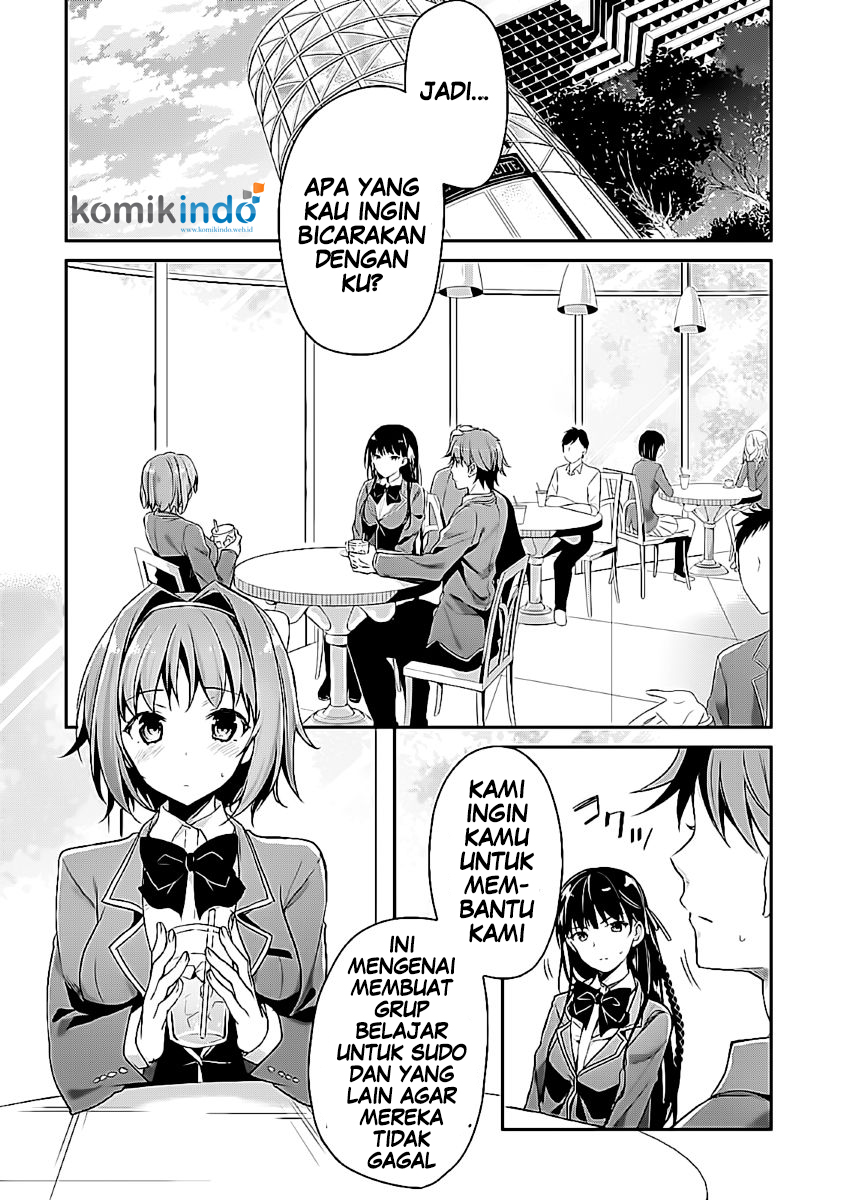 JADI...
APA YANG
KAU INGIN
BICARAKAN
DENGAN
KU?
komikindo
www.komikindo.web.id
KAMI
INGIN
KAMU
UNTUK
MEM-
BANTU
KAMI
コクッ
INI
MENGENAI
MEMBUAT
GRUP
BELAJAR
UNTUK SUDO
DAN YANG
LAIN AGAR
MEREKA
TIDAK
GAGAL